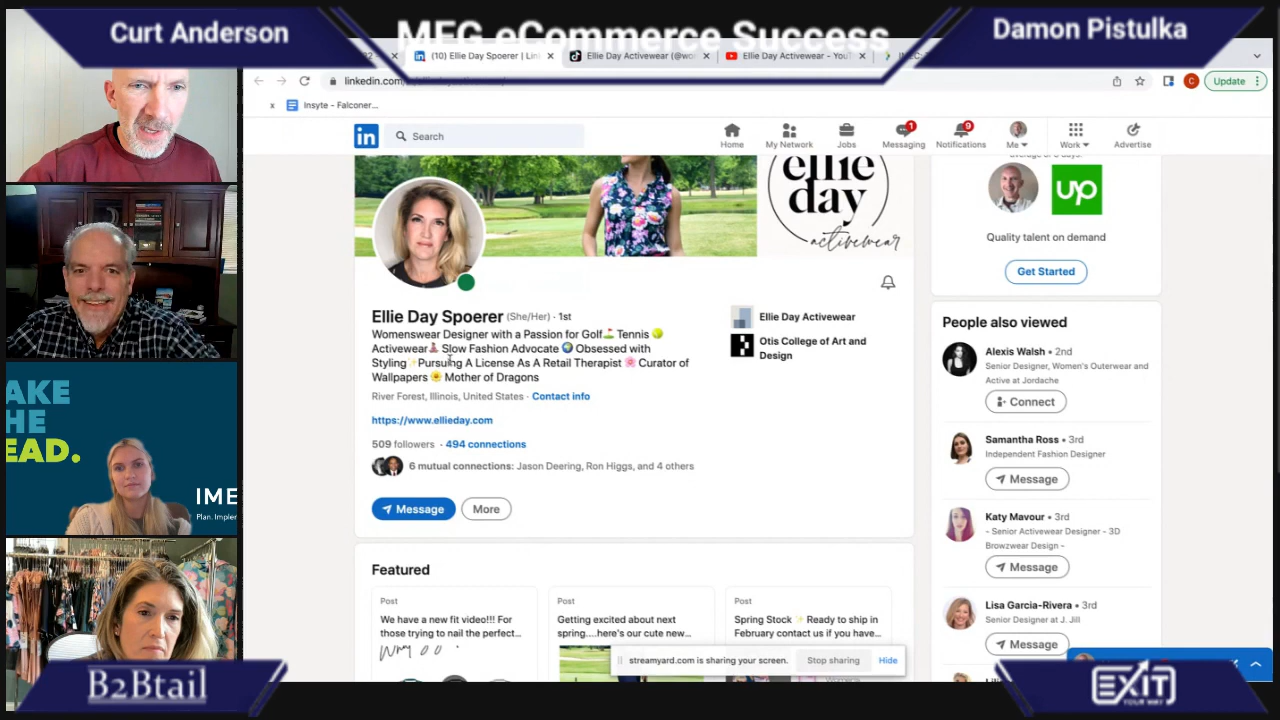 Curt Anderson
MFG eCommerce Success
Damon Pistulka
(10) Ellie Day Spoerer | Lin
Ellie Day Activewear (@wo
Ellie Day Activewear - YouT
linkedin.com/
Update
x
Insyte - Falconer...
in
Search
Home
My Network
Jobs
1
Messaging
9
Notifications
Me
Work
Advertise
ellie
day
activewear
up
Quality talent on demand
Get Started
Ellie Day Spoerer (She/Her) · 1st
Womenswear Designer with a Passion for Golf⛳ Tennis 🎾
Activewear Slow Fashion Advocate 🌍 Obsessed with
Styling✨Pursuing A License As A Retail Therapist 🌸 Curator of
Wallpapers 🌼 Mother of Dragons
River Forest, Illinois, United States · Contact info
https://www.ellieday.com
509 followers · 494 connections
6 mutual connections: Jason Deering, Ron Higgs, and 4 others
Message
More
Ellie Day Activewear
Otis College of Art and
Design
People also viewed
Alexis Walsh • 2nd
Senior Designer, Women's Outerwear and
Active at Jordache
Connect
Samantha Ross • 3rd
Independent Fashion Designer
Message
Katy Mavour • 3rd
- Senior Activewear Designer - 3D
Browzwear Design -
Message
Lisa Garcia-Rivera • 3rd
Senior Designer at J. Jill
Message
Featured
Post
We have a new fit video!!! For
those trying to nail the perfect...
Post
Getting excited about next
spring....here's our cute new...
Post
Spring Stock ✨ Ready to ship in
February contact us if you have...
streamyard.com is sharing your screen.
Stop sharing
Hide
AKE
HE
EAD.
IME
Plan. Implem
B2Btail
EXIT
YOUR WAY